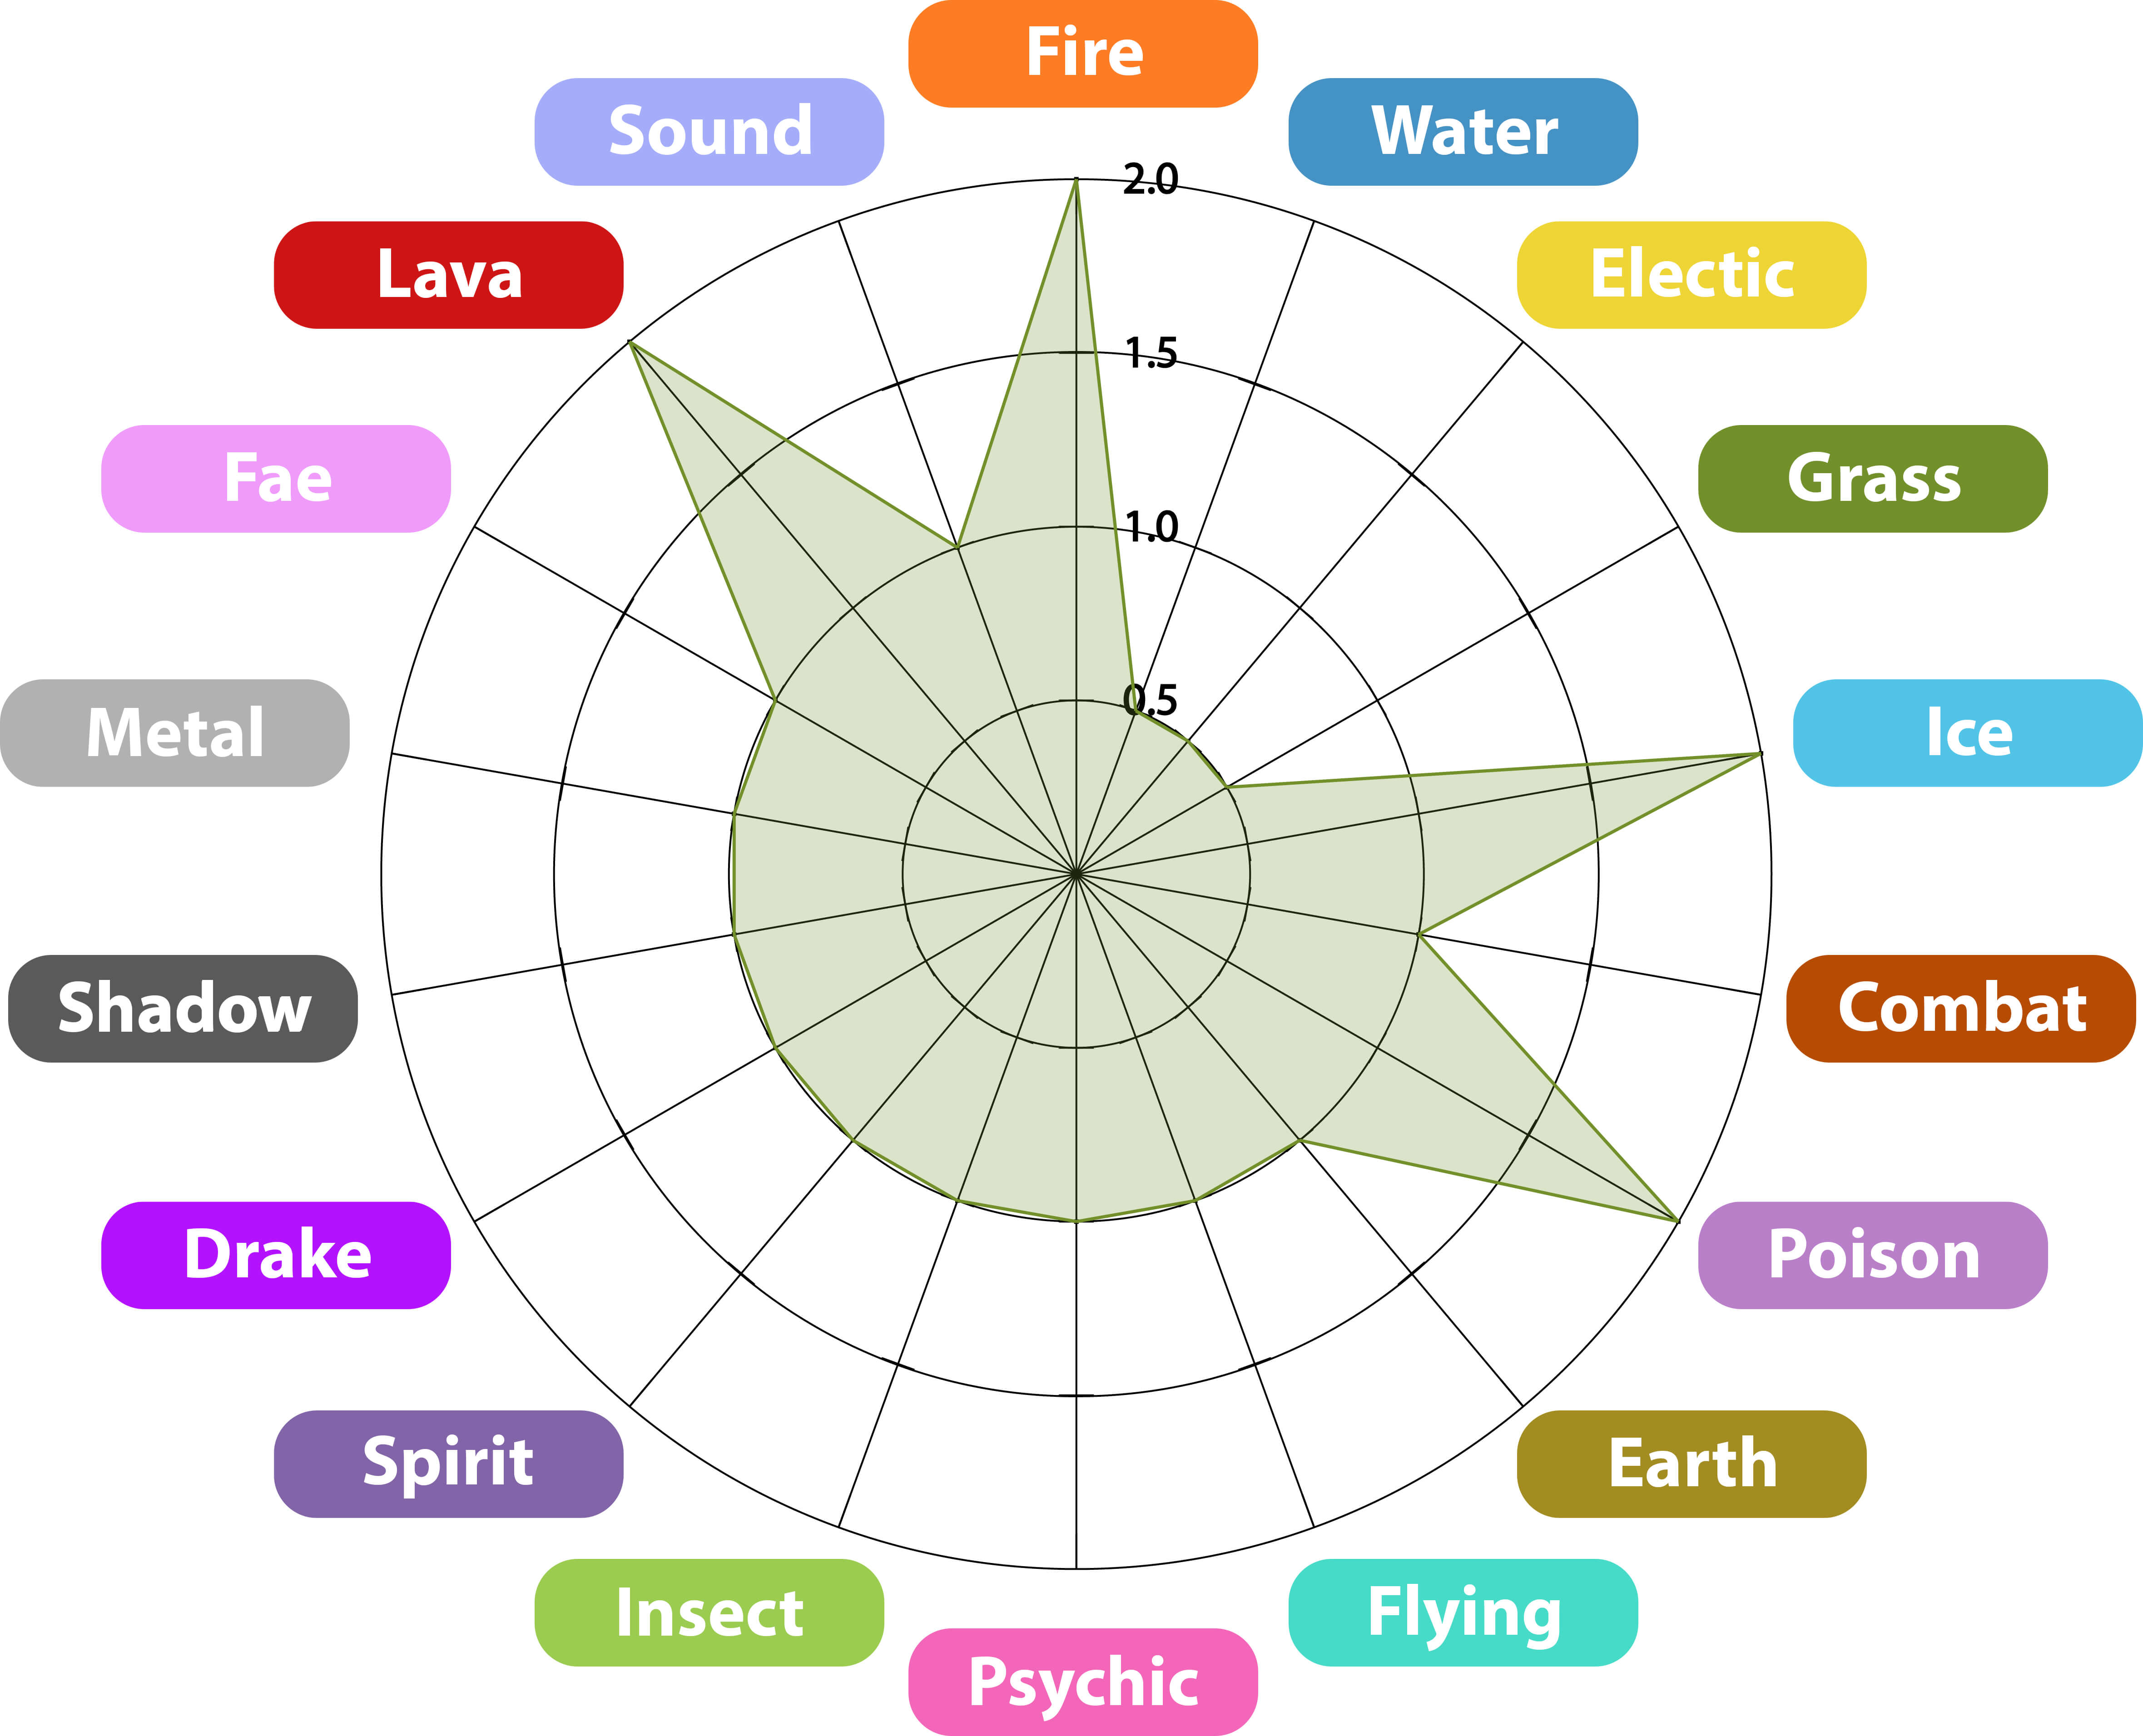 Fire
Sound
Water
2.0
Lava
Electic
1.5
Fae
Grass
1.0
Metal
0.5
Ice
Shadow
Combat
Drake
Poison
Spirit
Earth
Insect
Flying
Psychic